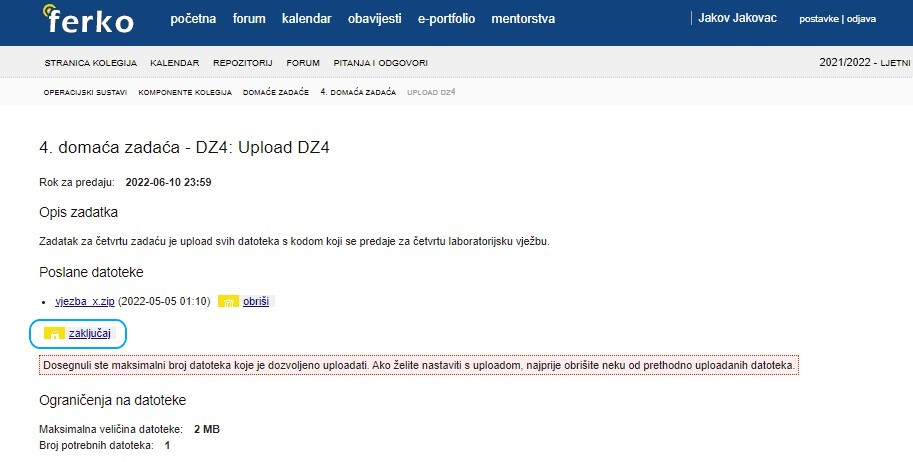 ferko početna forum kalendar obavijesti e-portfolio mentorstva Jakov Jakovac postavke | odjava
STRANICA KOLEGIJA KALENDAR REPOZITORIJ FORUM PITANJA I ODGOVORI 2021/2022 - LJETNI
OPERACIJSKI SUSTAVI KOMPONENTE KOLEGIJA DOMAĆE ZADAĆE 4. DOMAĆA ZADAĆA UPLOAD DZ4
4. domaća zadaća - DZ4: Upload DZ4
Rok za predaju: 2022-06-10 23:59
Opis zadatka
Zadatak za četvrtu zadaću je upload svih datoteka s kodom koji se predaje za četvrtu laboratorijsku vježbu.
Poslane datoteke
• vjezba_x.zip (2022-05-05 01:10) obriši
zaključaj
Dosegnuli ste maksimalni broj datoteka koje je dozvoljeno uploadati. Ako želite nastaviti s uploadom, najprije obrišite neku od prethodno uploadanih datoteka.
Ograničenja na datoteke
Maksimalna veličina datoteke: 2 MB
Broj potrebnih datoteka: 1